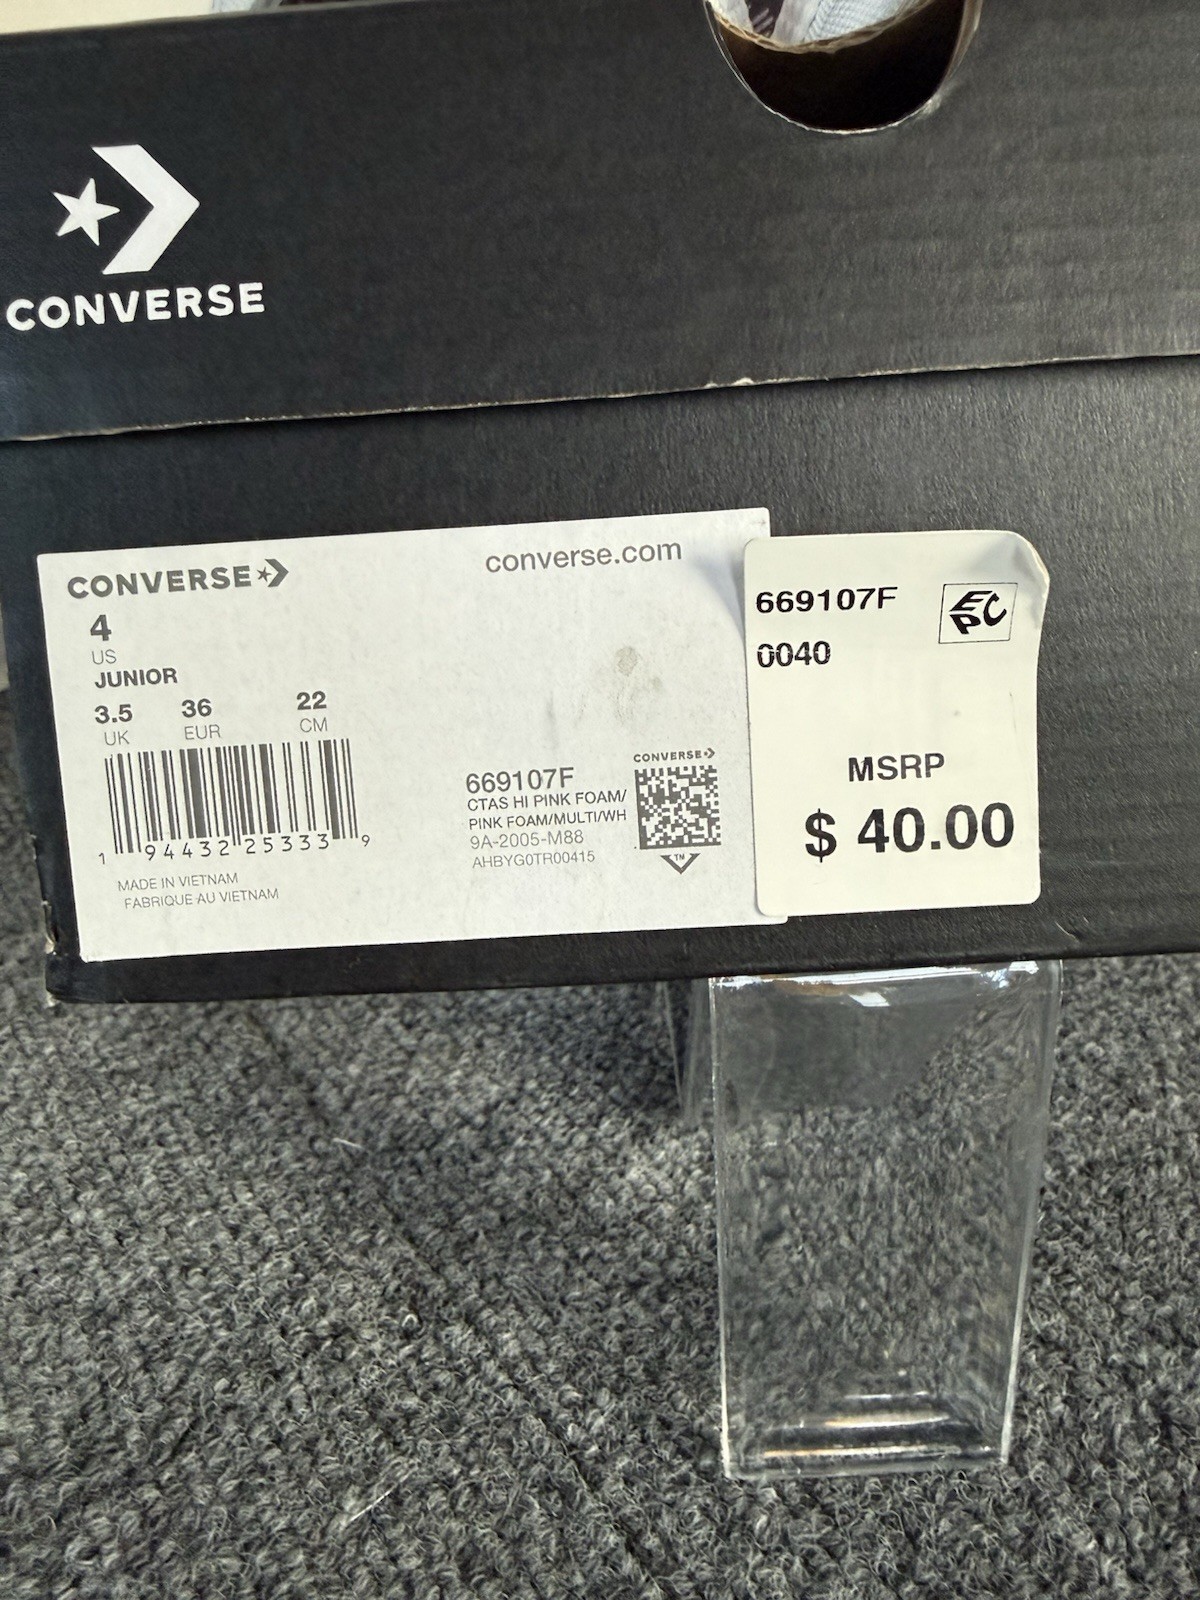 CONVERSE
CONVERSE
converse.com
4
US
JUNIOR
3.5 36 22
UK EUR CM
1 94432 25333 9
MADE IN VIETNAM
FABRIQUE AU VIETNAM
669107F
CTAS HI PINK FOAM/
PINK FOAM/MULTI/WH
9A-2005-M88
AHBYG0TR00415
CONVERSE
TM
669107F
EPC
0040
MSRP
$ 40.00